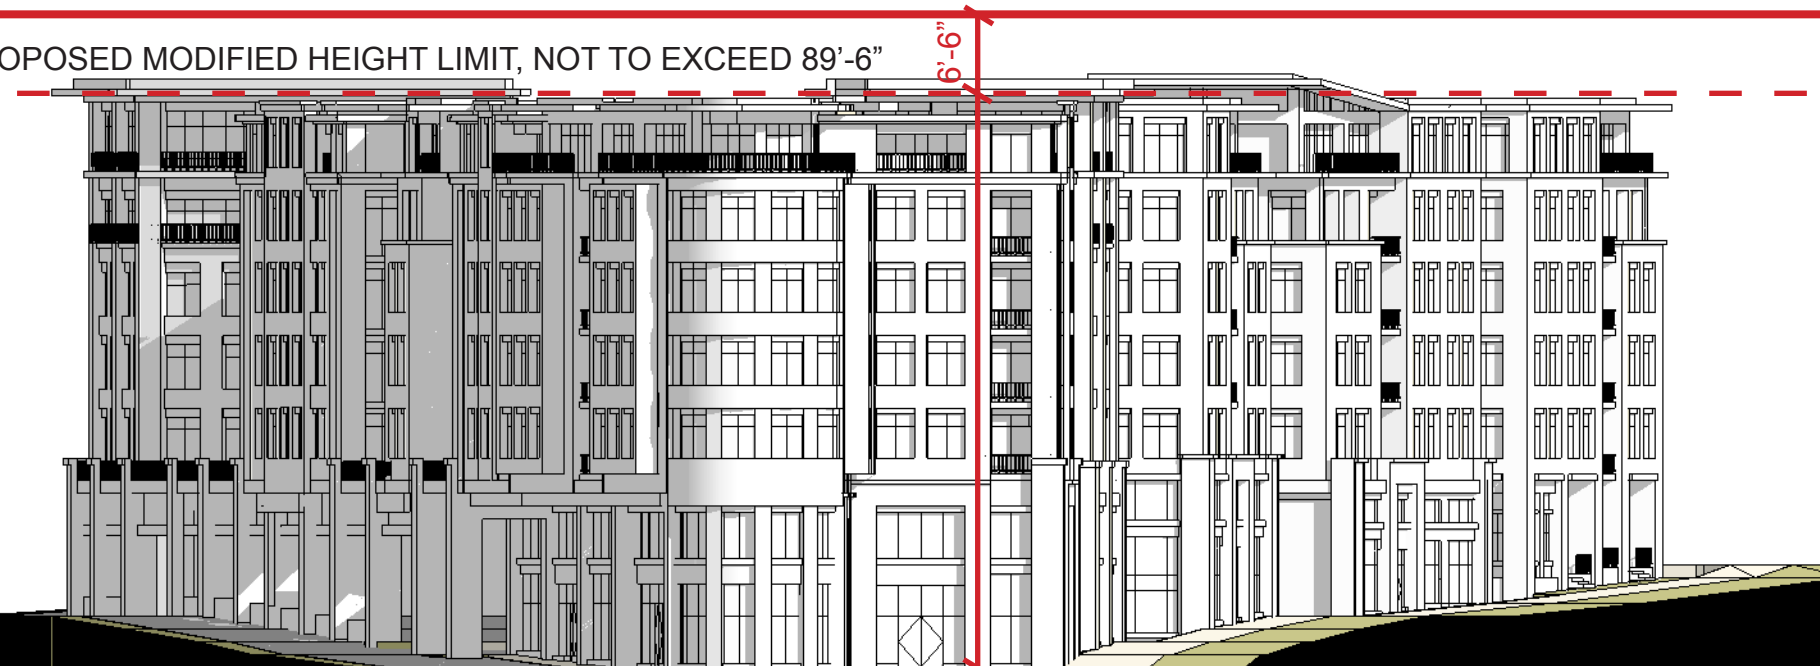 OPOSED MODIFIED HEIGHT LIMIT, NOT TO EXCEED 89’-6”
6’-6”